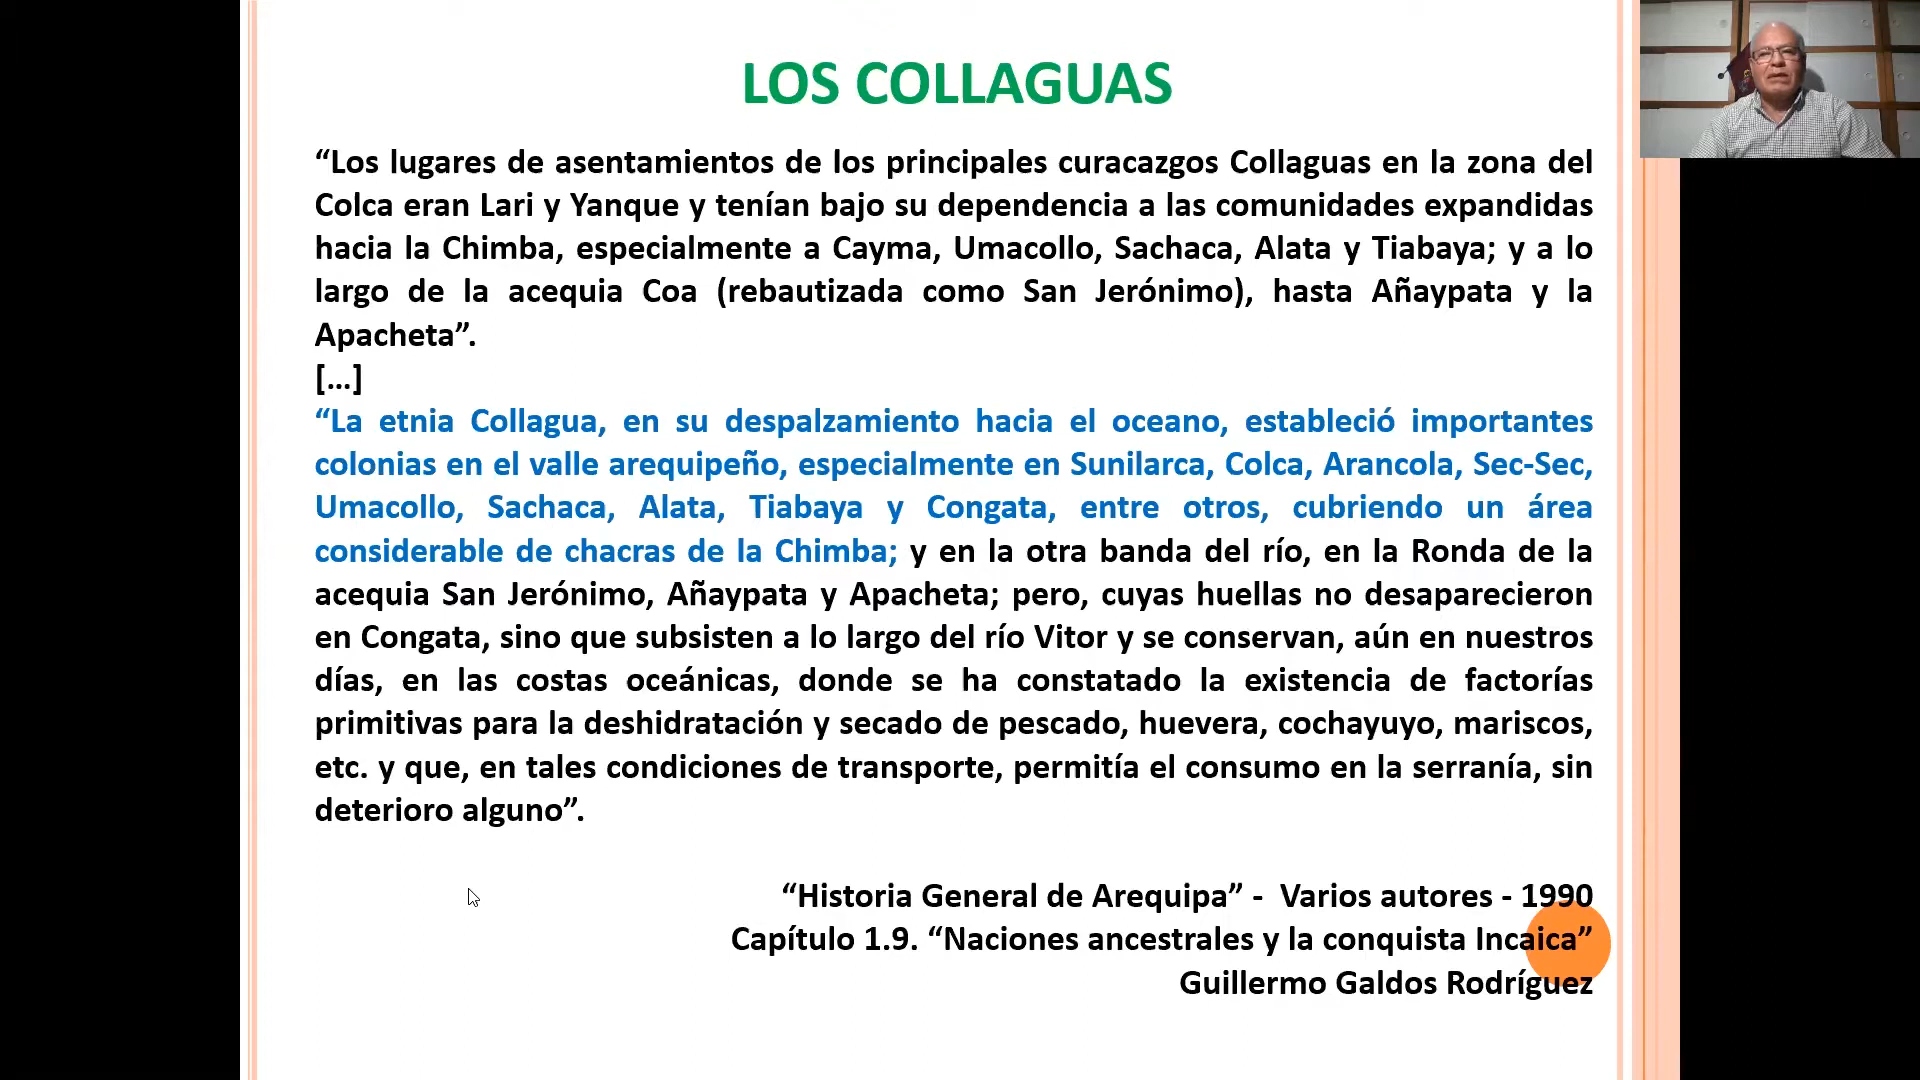 LOS COLLAGUAS
“Los lugares de asentamientos de los principales curacazgos Collaguas en la zona del
Colca eran Lari y Yanque y tenían bajo su dependencia a las comunidades expandidas
hacia la Chimba, especialmente a Cayma, Umacollo, Sachaca, Alata y Tiabaya; y a lo
largo de la acequia Coa (rebautizada como San Jerónimo), hasta Añaypata y la
Apacheta”.
[…]
“La etnia Collagua, en su despalzamiento hacia el oceano, estableció importantes
colonias en el valle arequipeño, especialmente en Sunilarca, Colca, Arancola, Sec-Sec,
Umacollo, Sachaca, Alata, Tiabaya y Congata, entre otros, cubriendo un área
considerable de chacras de la Chimba; y en la otra banda del río, en la Ronda de la
acequia San Jerónimo, Añaypata y Apacheta; pero, cuyas huellas no desaparecieron
en Congata, sino que subsisten a lo largo del río Vitor y se conservan, aún en nuestros
días, en las costas oceánicas, donde se ha constatado la existencia de factorías
primitivas para la deshidratación y secado de pescado, huevera, cochayuyo, mariscos,
etc. y que, en tales condiciones de transporte, permitía el consumo en la serranía, sin
deterioro alguno”.
“Historia General de Arequipa” - Varios autores - 1990
Capítulo 1.9. “Naciones ancestrales y la conquista Incaica”
Guillermo Galdos Rodríguez